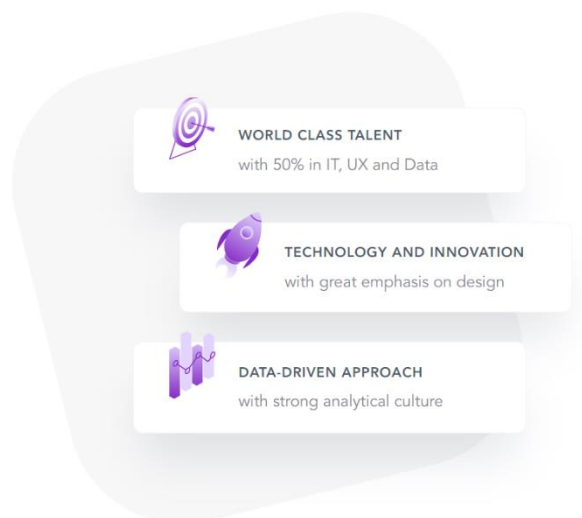 WORLD CLASS TALENT
with 50% in IT, UX and Data
TECHNOLOGY AND INNOVATION
with great emphasis on design
DATA-DRIVEN APPROACH
with strong analytical culture